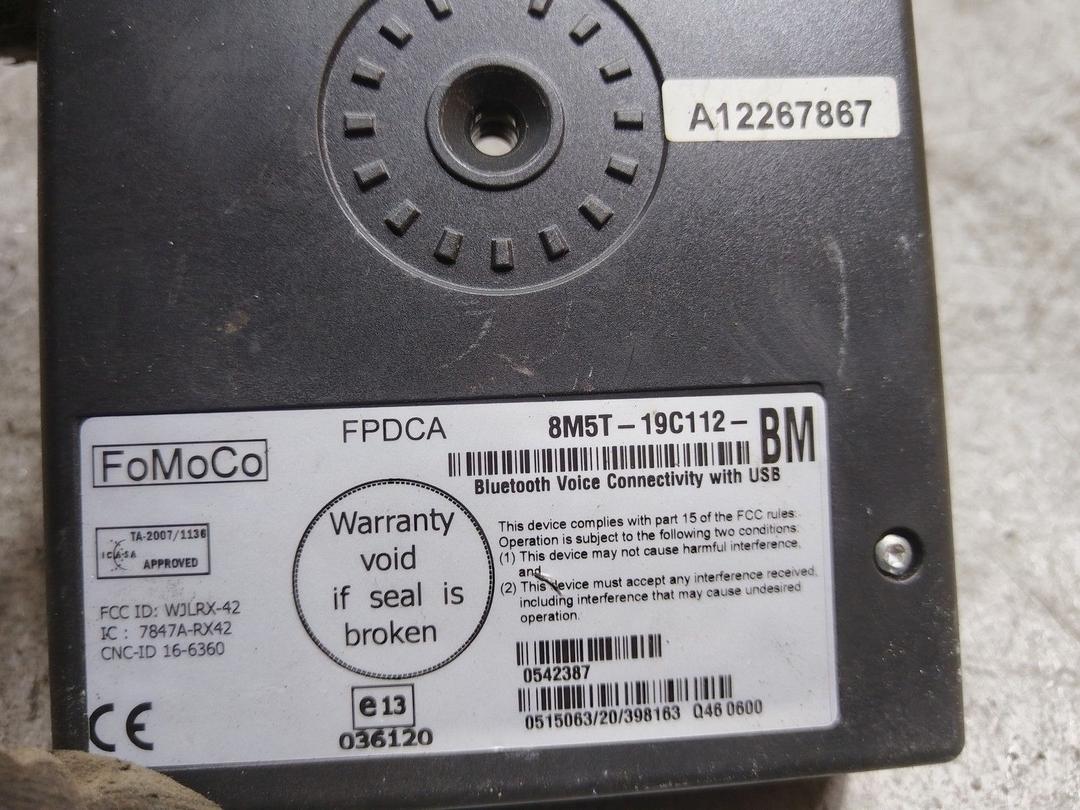 A12267867
FPDCA
8M5T-19C112-BM
FoMoCo
Bluetooth Voice Connectivity with USB
Warranty
void
if seal is
broken
This device complies with part 15 of the FCC rules:
Operation is subject to the following two conditions:
(1) This device may not cause harmful interference,
and
(2) This device must accept any interference received,
including interference that may cause undesired
operation.
TA-2007/1136
ICASA
APPROVED
FCC ID: WJLRX-42
IC : 7847A-RX42
CNC-ID 16-6360
0542387
0515063/20/398163 Q46 0600
CE
e13
036120